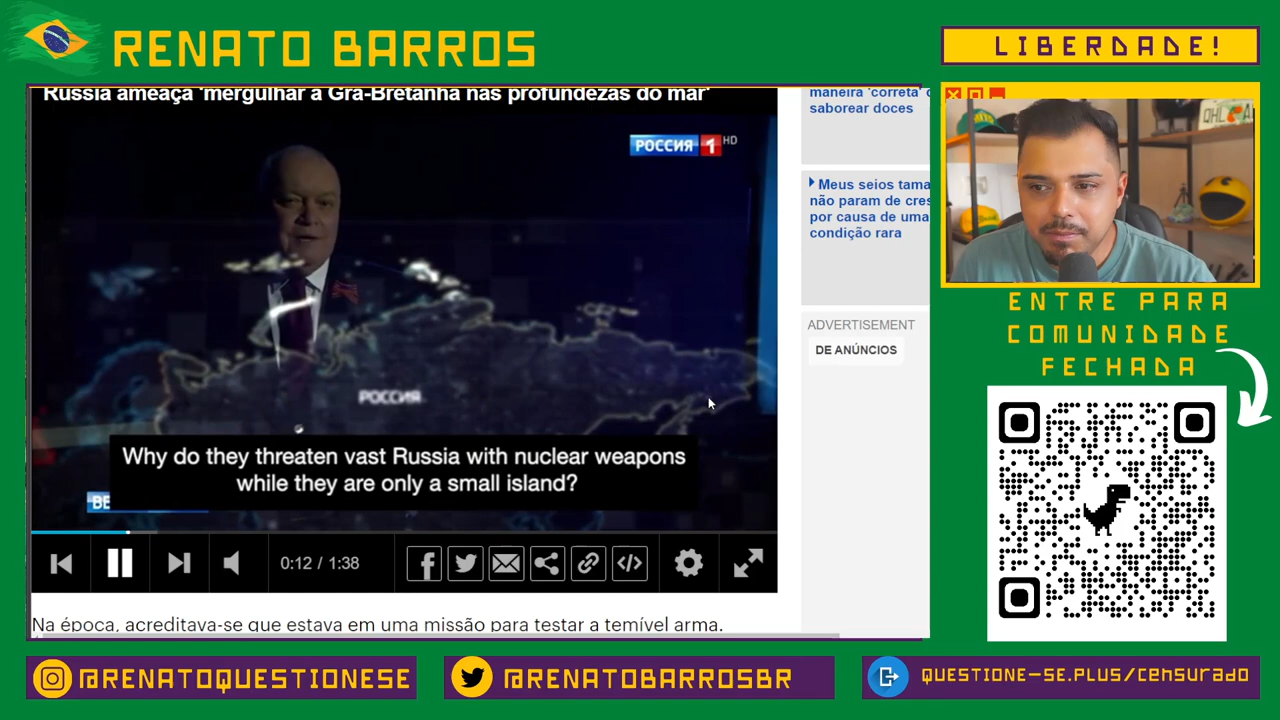 RENATO BARROS
LIBERDADE!
Russia ameaça 'mergulhar a Grã-Bretanha nas profundezas do mar'
РОССИЯ 1 HD
РОССИЯ
Why do they threaten vast Russia with nuclear weapons
while they are only a small island?
ВЕ
0:12 / 1:38
Na época, acreditava-se que estava em uma missão para testar a temível arma.
maneira 'correta'
saborear doces
Meus seios tama
não param de cres
por causa de uma
condição rara
ADVERTISEMENT
DE ANÚNCIOS
ENTRE PARA
COMUNIDADE
FECHADA
@RENATOQUESTIONESE
@RENATOBARROSBR
QUESTIONE-SE.PLUS/censurado